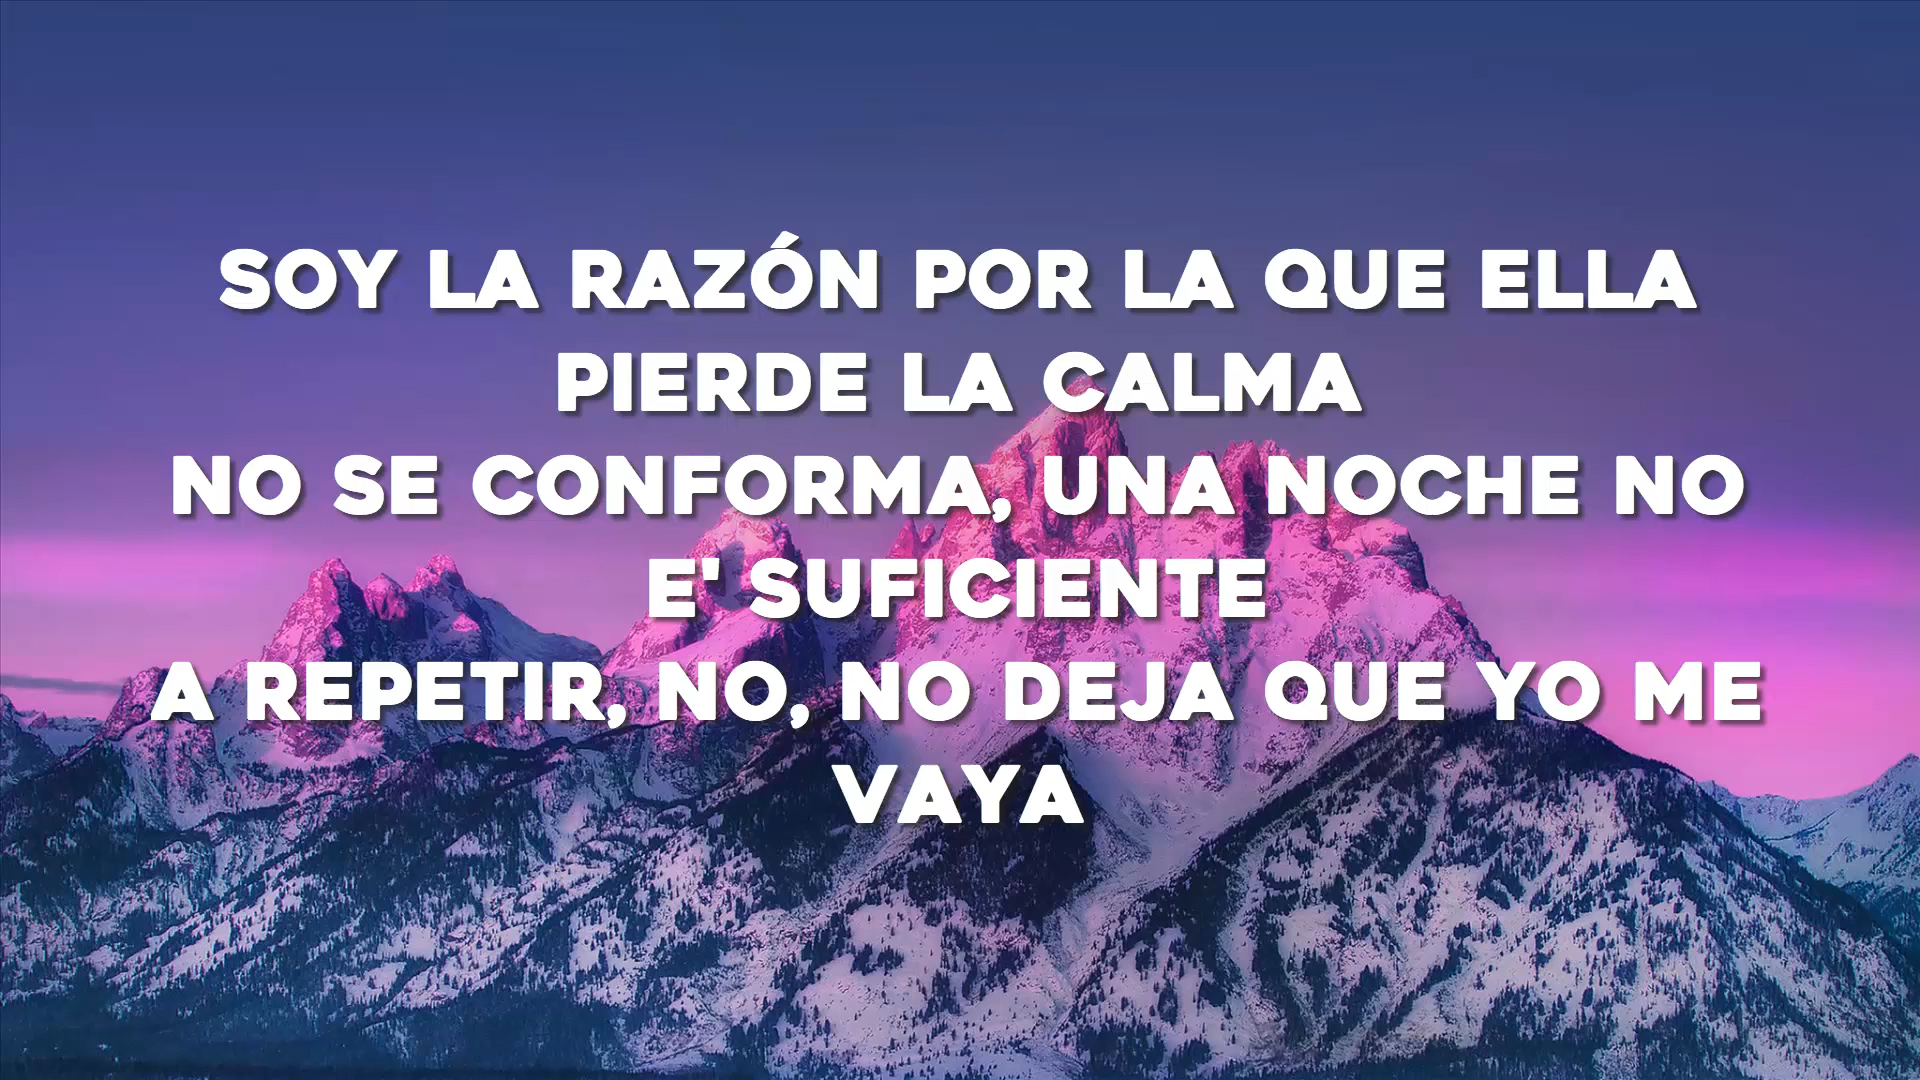 SOY LA RAZÓN POR LA QUE ELLA
PIERDE LA CALMA
NO SE CONFORMA, UNA NOCHE NO
E' SUFICIENTE
A REPETIR, NO, NO DEJA QUE YO ME
VAYA